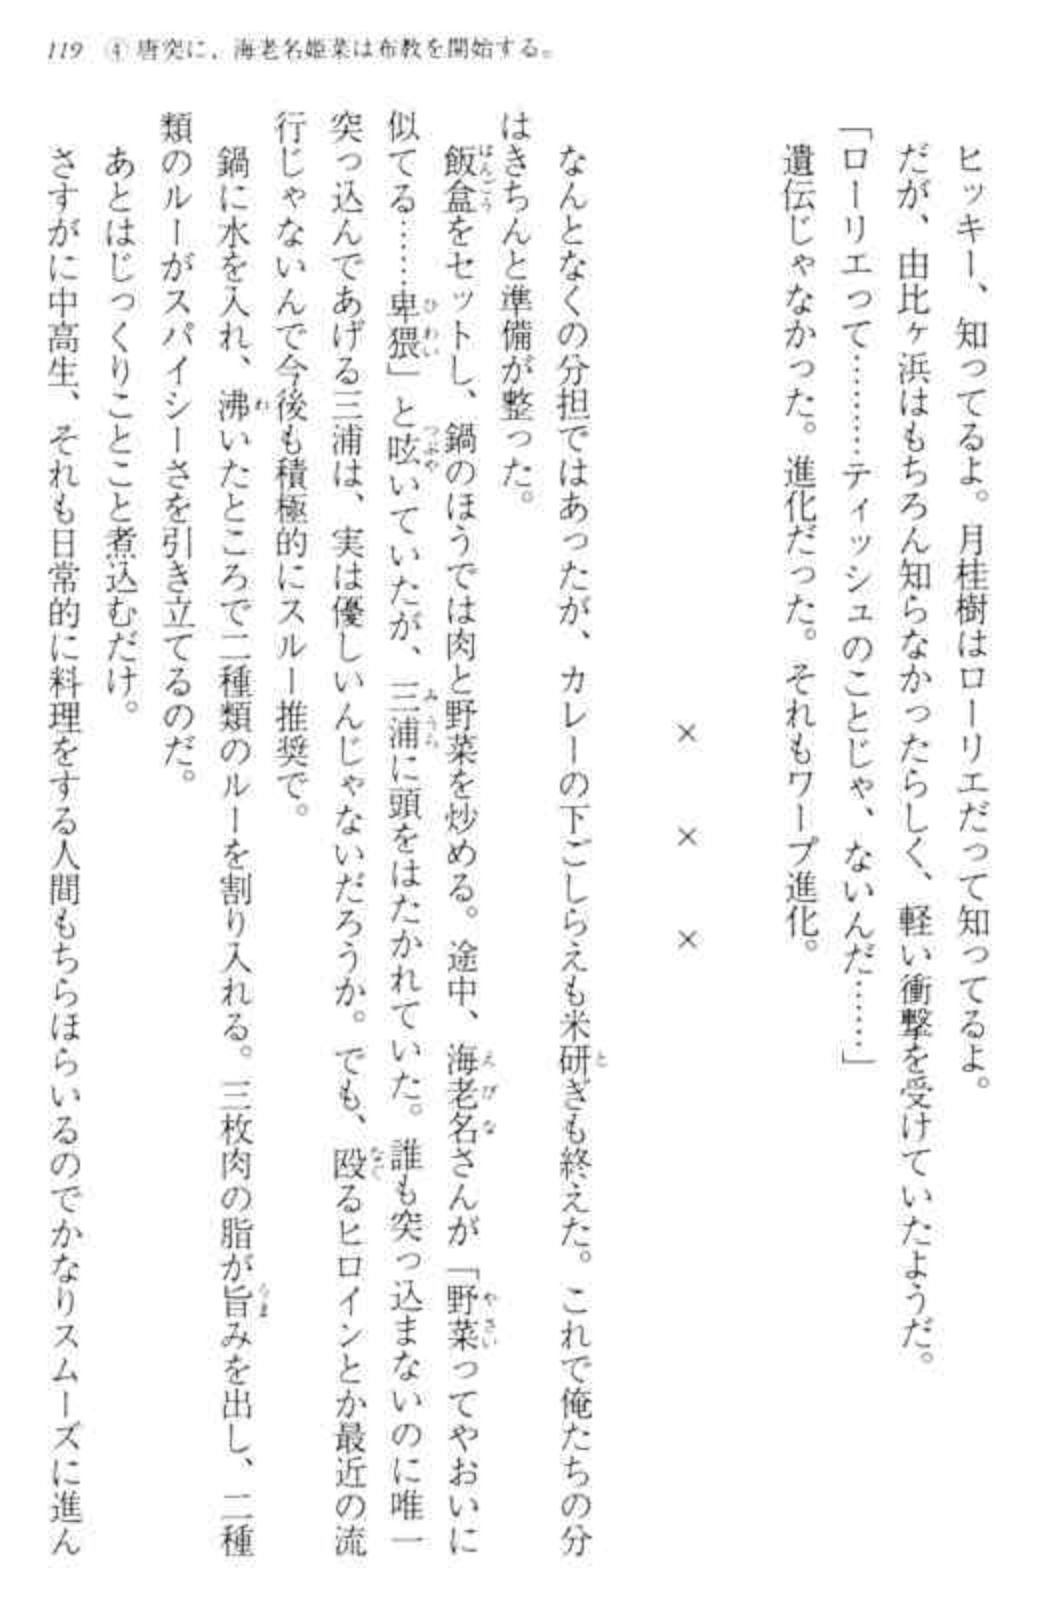 119 ④ 唐突に、海老名姫菜は布教を開始する。
ヒッキー、知ってるよ。月桂樹はローリエだって知ってるよ。
だが、由比ヶ浜はもちろん知らなかったらしく、軽い衝撃を受けていたようだ。
「ローリエって………ティッシュのことじゃ、ないんだ……」
遺伝じゃなかった。進化だった。それもワープ進化。
× × ×
なんとなくの分担ではあったが、カレーの下ごしらえも米研ぎも終えた。これで俺たちの分
はきちんと準備が整った。
飯盒をセットし、鍋のほうでは肉と野菜を炒める。途中、海老名さんが「野菜ってやおいに
似てる……卑猥」と呟いていたが、三浦に頭をはたかれていた。誰も突っ込まないのに唯一
突っ込んであげる三浦は、実は優しいんじゃないだろうか。でも、殴るヒロインとか最近の流
行じゃないんで今後も積極的にスルー推奨で。
鍋に水を入れ、沸いたところで二種類のルーを割り入れる。三枚肉の脂が旨みを出し、二種
類のルーがスパイシーさを引き立てるのだ。
あとはじっくりことこと煮込むだけ。
さすがに中高生、それも日常的に料理をする人間もちらほらいるのでかなりスムーズに進ん